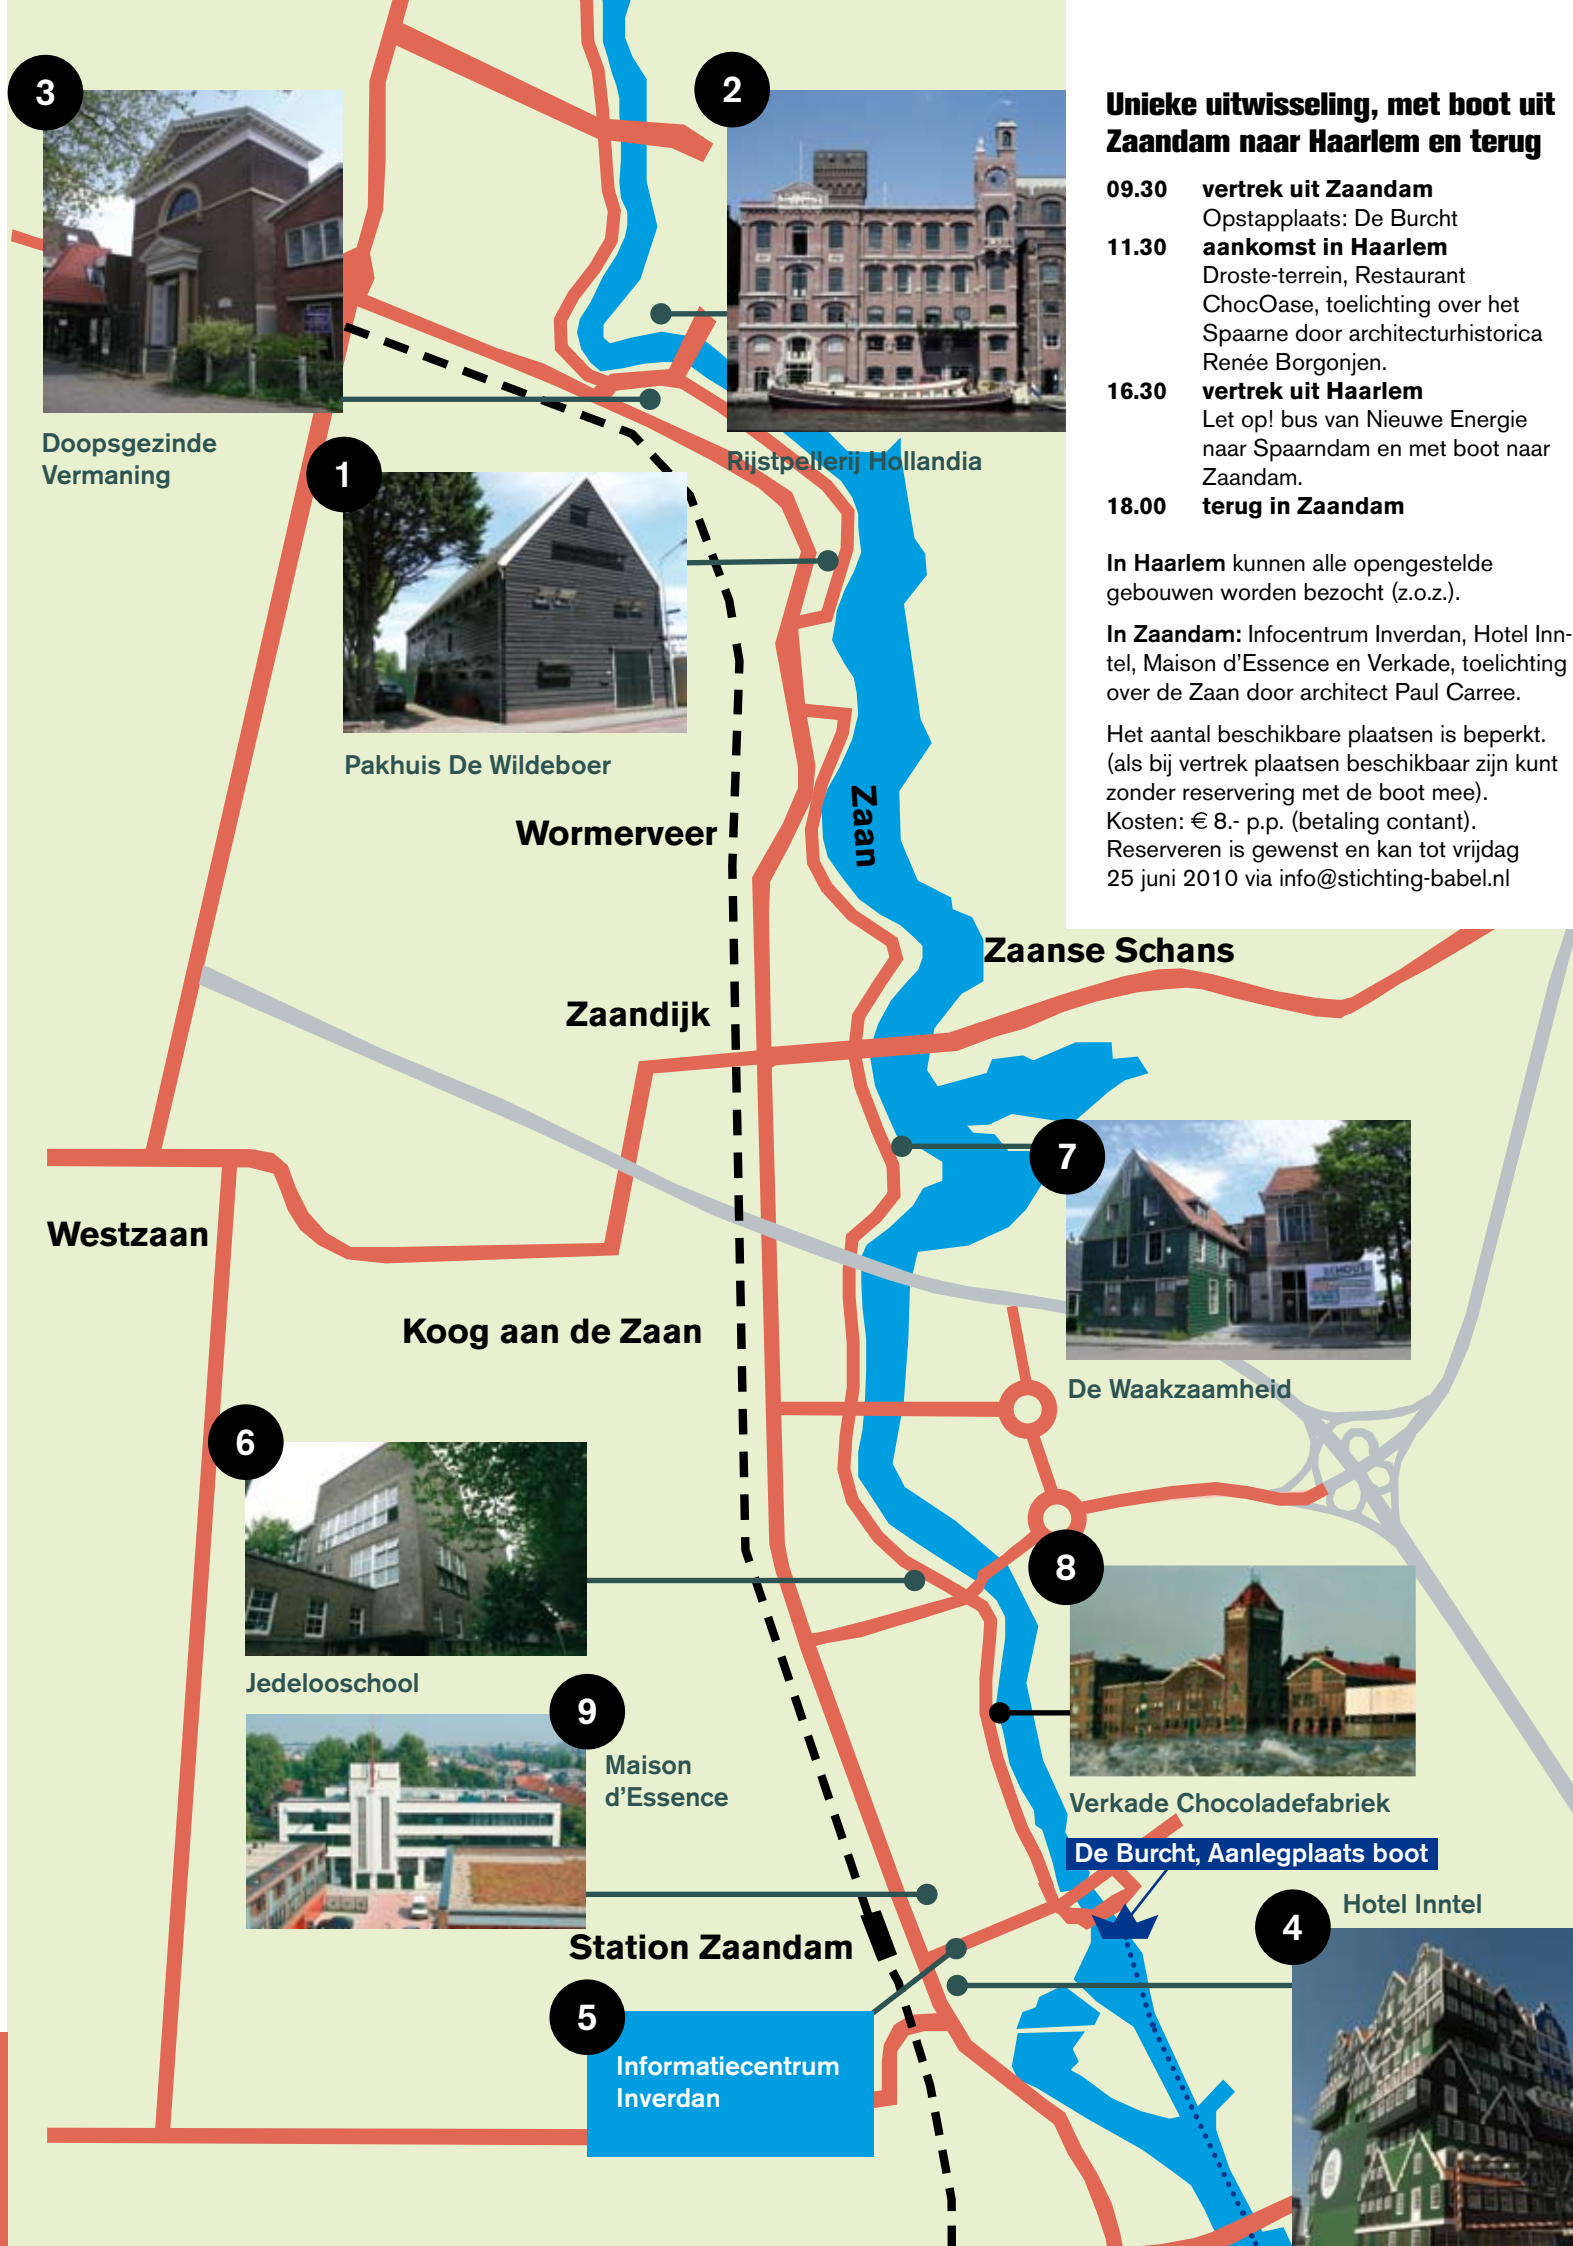 3
2
Unieke uitwisseling, met boot uit
Zaandam naar Haarlem en terug
09.30 vertrek uit Zaandam
Opstapplaats: De Burcht
11.30 aankomst in Haarlem
Droste-terrein, Restaurant
ChocOase, toelichting over het
Spaarne door architecturhistorica
Renée Borgonjen.
16.30 vertrek uit Haarlem
Let op! bus van Nieuwe Energie
naar Spaarndam en met boot naar
Zaandam.
18.00 terug in Zaandam
In Haarlem kunnen alle opengestelde
gebouwen worden bezocht (z.o.z.).
In Zaandam: Infocentrum Inverdan, Hotel Inn-
tel, Maison d'Essence en Verkade, toelichting
over de Zaan door architect Paul Carree.
Het aantal beschikbare plaatsen is beperkt.
(als bij vertrek plaatsen beschikbaar zijn kunt
zonder reservering met de boot mee).
Kosten: € 8.- p.p. (betaling contant).
Reserveren is gewenst en kan tot vrijdag
25 juni 2010 via info@stichting-babel.nl
Doopsgezinde
Vermaning
Rijstpellerij Hollandia
1
Pakhuis De Wildeboer
Wormerveer
Zaan
Zaanse Schans
Zaandijk
7
Westzaan
Koog aan de Zaan
De Waakzaamheid
6
8
Jedelooschool
9
Maison
d'Essence
Verkade Chocoladefabriek
De Burcht, Aanlegplaats boot
Hotel Inntel
4
Station Zaandam
5
Informatiecentrum
Inverdan